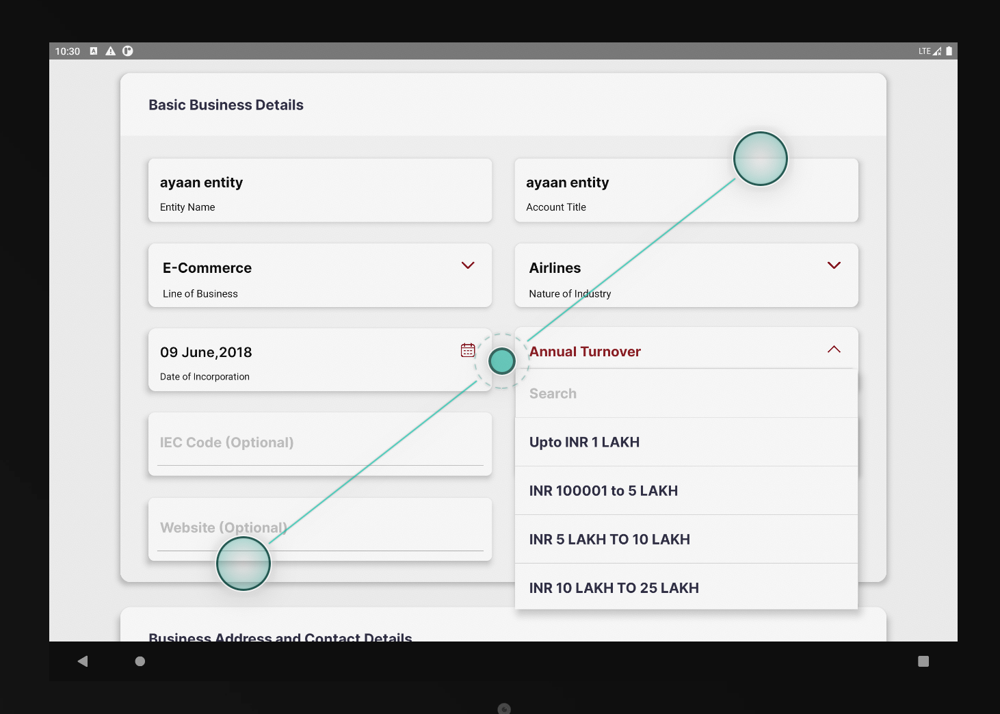 10:30
LTE
Basic Business Details
ayaan entity
Entity Name
ayaan entity
Account Title
E-Commerce
Line of Business
Airlines
Nature of Industry
09 June,2018
Date of Incorporation
Annual Turnover
Search
IEC Code (Optional)
Upto INR 1 LAKH
INR 100001 to 5 LAKH
Website (Optional)
INR 5 LAKH TO 10 LAKH
INR 10 LAKH TO 25 LAKH
Business Address and Contact Details